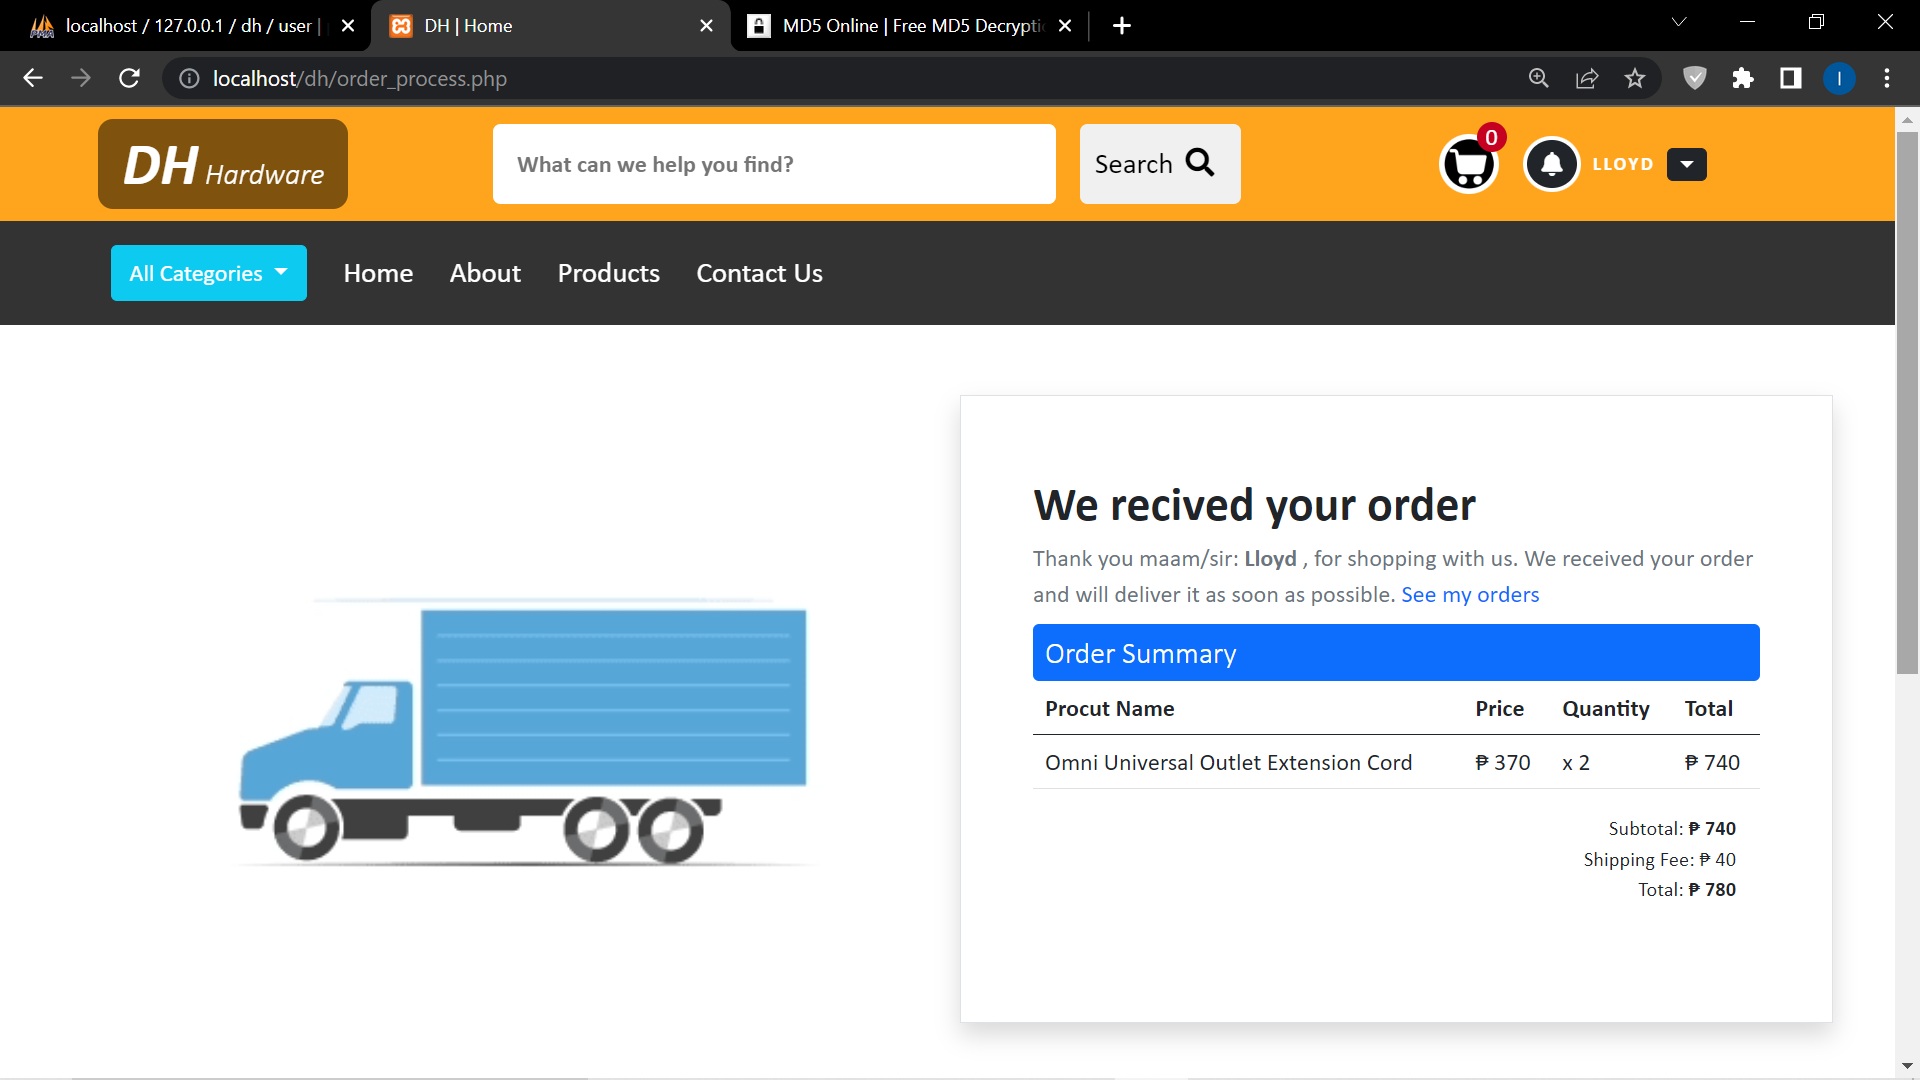 localhost / 127.0.0.1 / dh / user |
DH | Home
MD5 Online | Free MD5 Decrypti
localhost/dh/order_process.php
I
DH Hardware
What can we help you find?
Search
0
LLOYD
All Categories
Home
About
Products
Contact Us
We recived your order
Thank you maam/sir: Lloyd , for shopping with us. We received your order
and will deliver it as soon as possible. See my orders
Order Summary
Procut Name Price Quantity Total
Omni Universal Outlet Extension Cord ₱ 370 x 2 ₱ 740
Subtotal: ₱ 740
Shipping Fee: ₱ 40
Total: ₱ 780